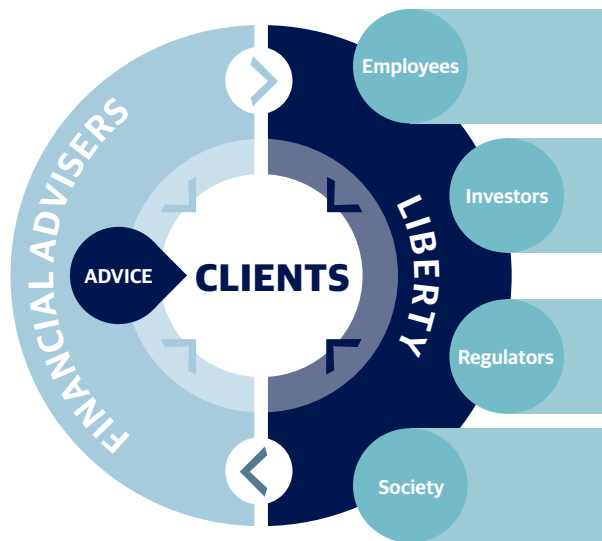 FINANCIAL ADVISERS
ADVICE
CLIENTS
LIBERTY
Employees
Investors
Regulators
Society